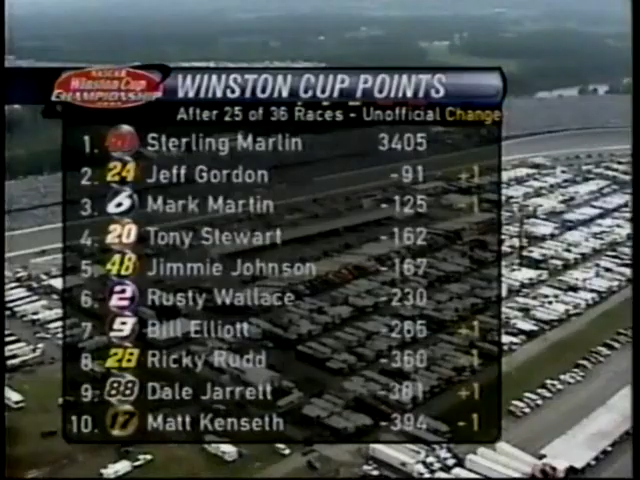 NASCAR
Winston Cup
CHAMPIONSHIP
WINSTON CUP POINTS
After 25 of 36 Races - Unofficial Change
1. Sterling Marlin 3405
2. 24 Jeff Gordon -91 +1
3. 6 Mark Martin -125
4. 20 Tony Stewart -162
5. 48 Jimmie Johnson -167
6. 2 Rusty Wallace -230
7. 9 Bill Elliott -265 +1
8. 28 Ricky Rudd -360
9. 88 Dale Jarrett -381 +1
10. 17 Matt Kenseth -394 -1